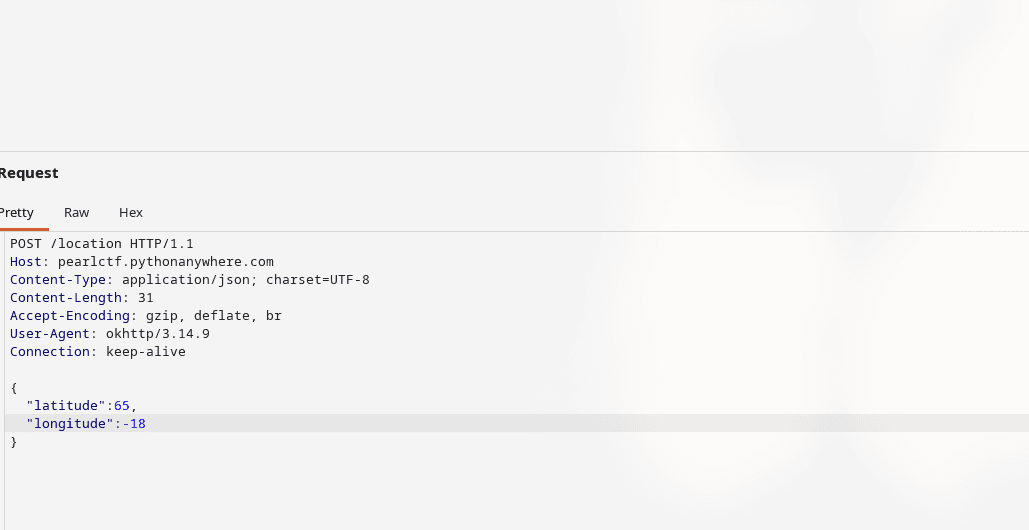 Request
Pretty Raw Hex
POST /location HTTP/1.1
Host: pearlctf.pythonanywhere.com
Content-Type: application/json; charset=UTF-8
Content-Length: 31
Accept-Encoding: gzip, deflate, br
User-Agent: okhttp/3.14.9
Connection: keep-alive
{
"latitude":65,
"longitude":-18
}